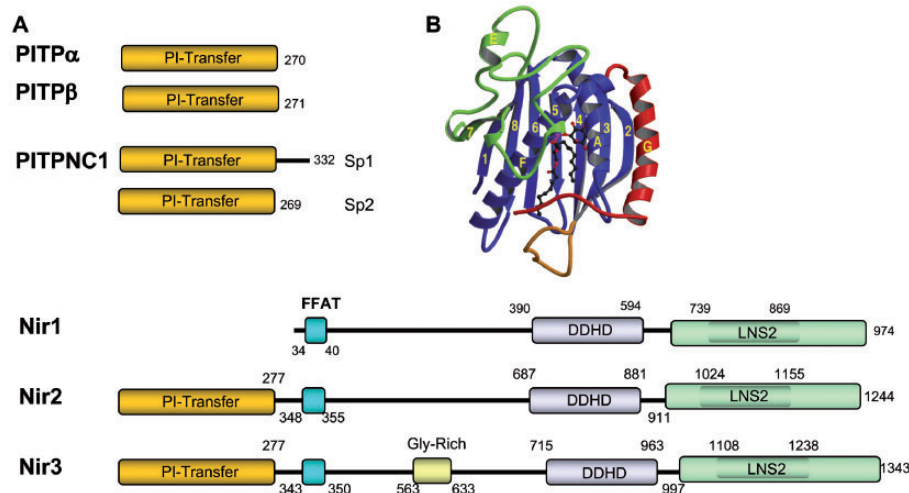 A
B
PITPα
PI-Transfer
270
PITPβ
PI-Transfer
271
PITPNC1
PI-Transfer
332
Sp1
PI-Transfer
269
Sp2
E
7
8
5
6
4
3
2
1
F
A
G
FFAT
390
594
739
869
Nir1
DDHD
LNS2
974
34
40
277
687
881
1024
1155
Nir2
PI-Transfer
DDHD
LNS2
1244
348
355
911
277
Gly-Rich
715
963
1108
1238
Nir3
PI-Transfer
DDHD
LNS2
1343
343
350
563
633
997